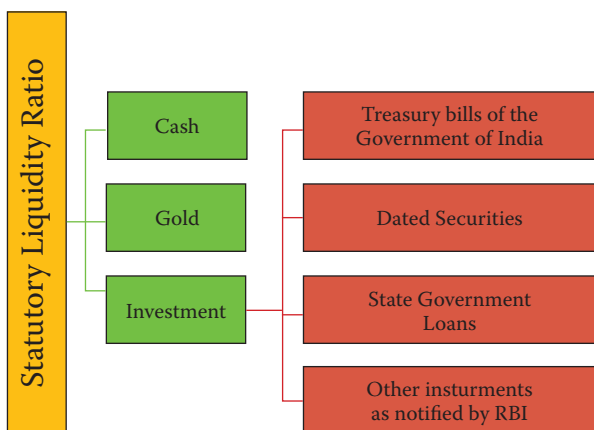 Statutory Liquidity Ratio
Cash
Gold
Investment
Treasury bills of the
Government of India
Dated Securities
State Government
Loans
Other insturments
as notified by RBI